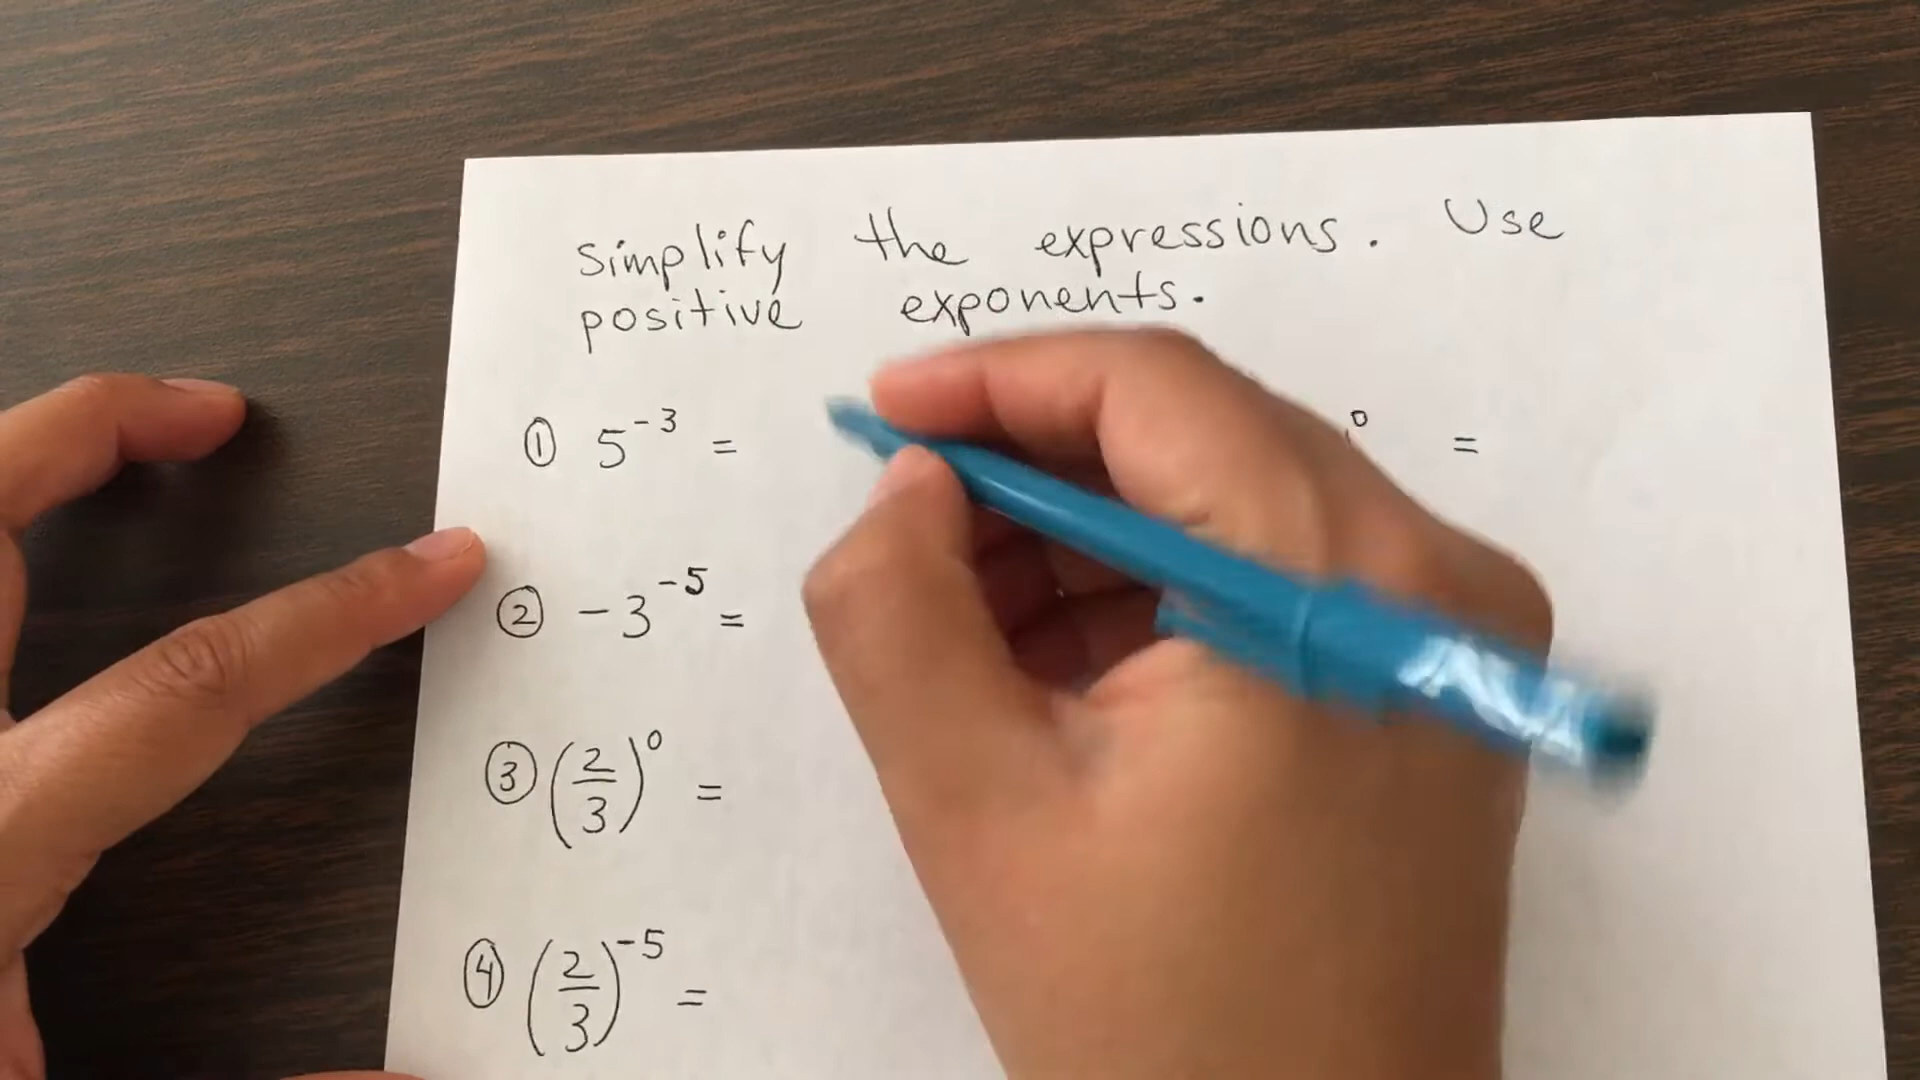 Simplify the expressions. Use
positive exponents.
① 5⁻³ =
⁰ =
② -3⁻⁵ =
③ (2/3)⁰ =
④ (2/3)⁻⁵ =